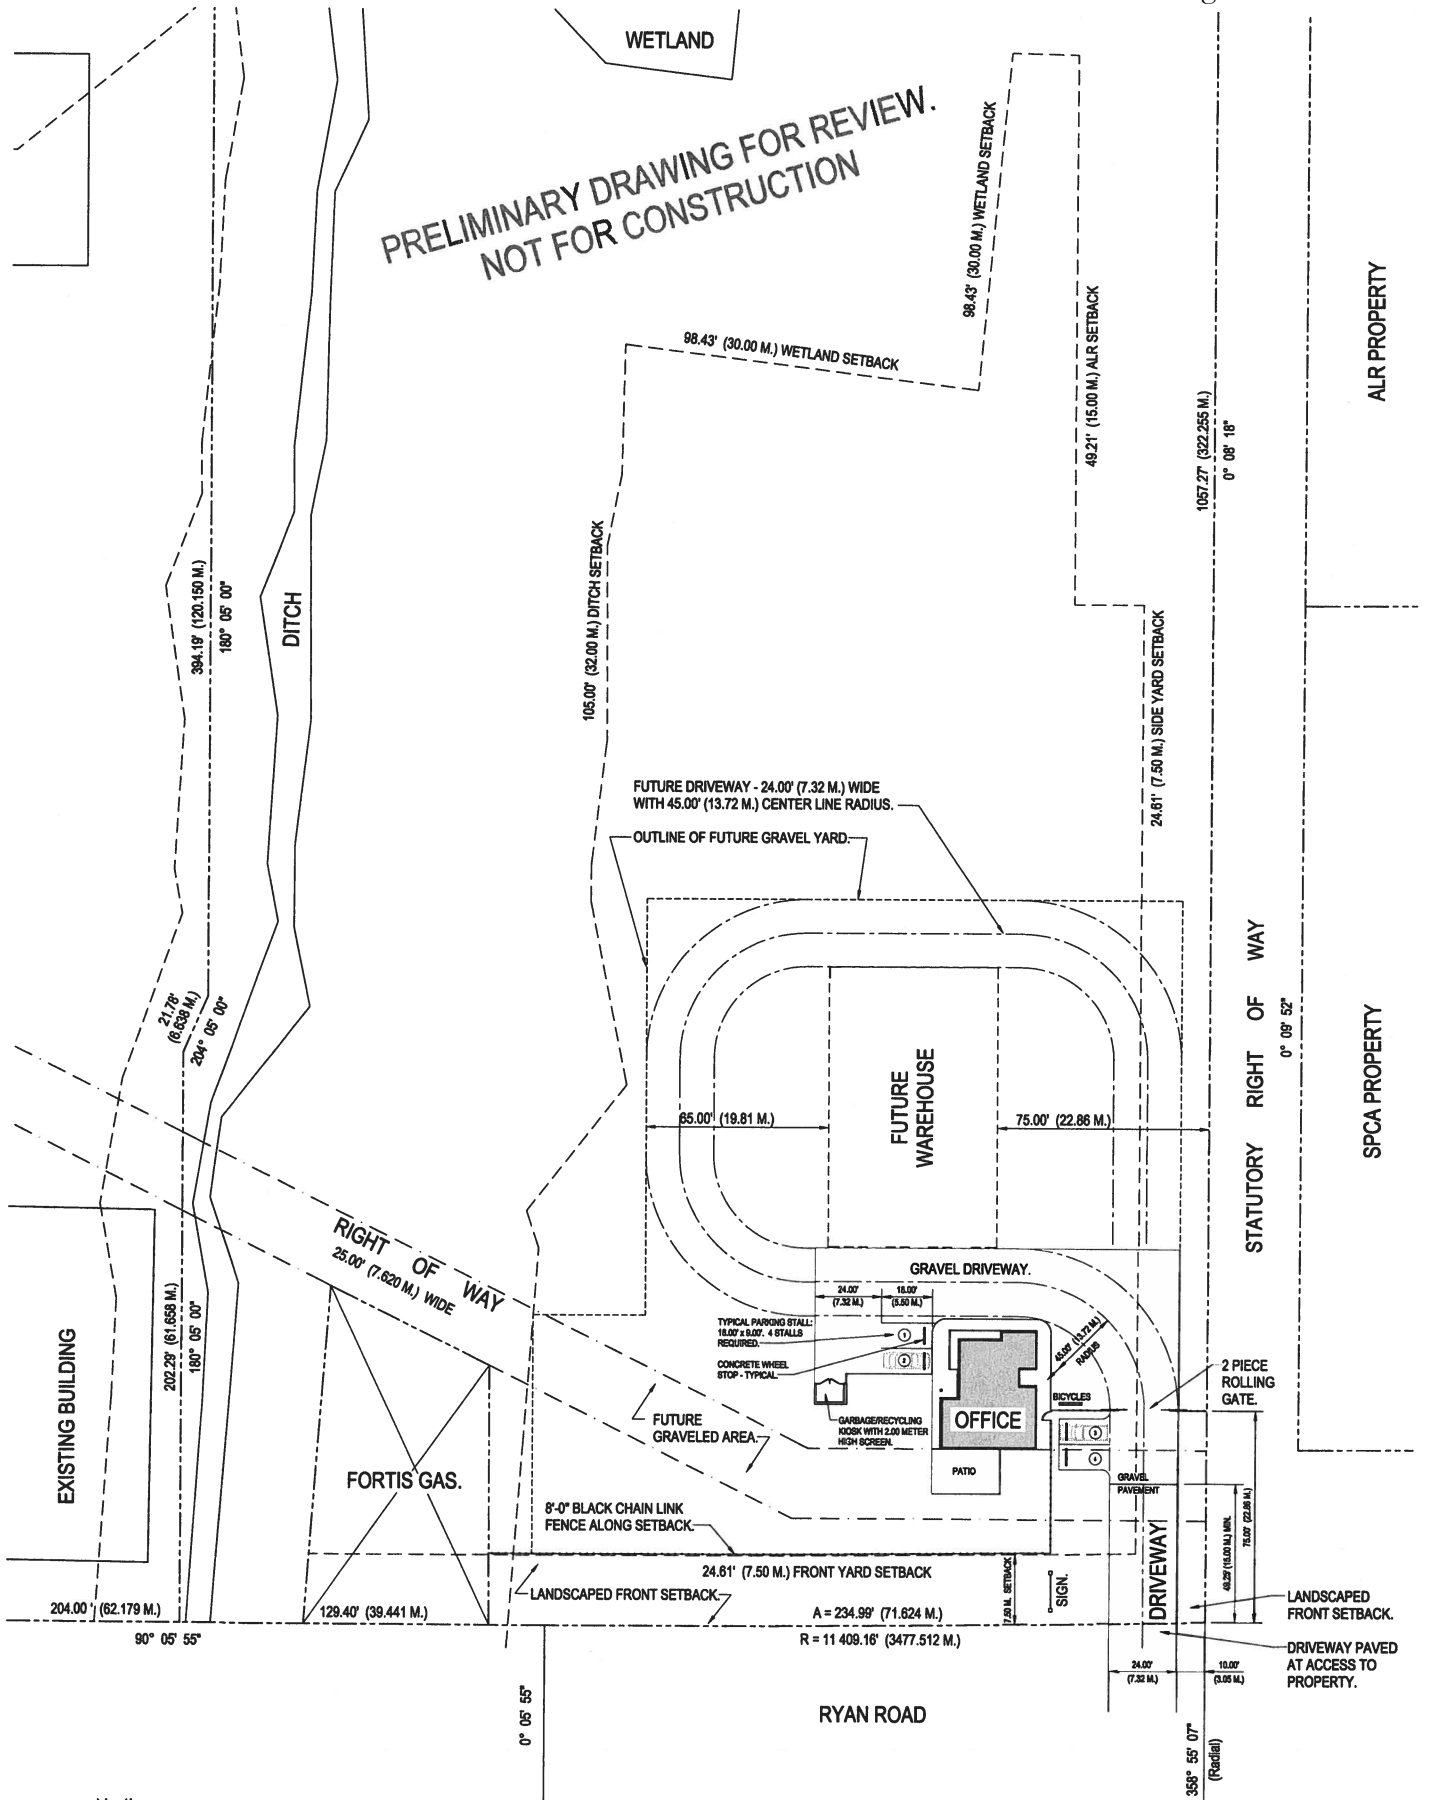 WETLAND
PRELIMINARY DRAWING FOR REVIEW.
NOT FOR CONSTRUCTION
98.43' (30.00 M.) WETLAND SETBACK
98.43' (30.00 M.) WETLAND SETBACK
49.21' (15.00 M.) ALR SETBACK
1057.27' (322.255 M.)
0° 08' 18"
ALR PROPERTY
394.19' (120.150 M.)
180° 05' 00"
DITCH
105.00' (32.00 M.) DITCH SETBACK
24.61' (7.50 M.) SIDE YARD SETBACK
FUTURE DRIVEWAY - 24.00' (7.32 M.) WIDE
WITH 45.00' (13.72 M.) CENTER LINE RADIUS.
OUTLINE OF FUTURE GRAVEL YARD.
21.78'
(6.638 M.)
204° 05' 00"
STATUTORY RIGHT OF WAY
0° 09' 52"
SPCA PROPERTY
FUTURE
WAREHOUSE
65.00' (19.81 M.)
75.00' (22.86 M.)
RIGHT OF WAY
25.00' (7.620 M.) WIDE
GRAVEL DRIVEWAY.
24.00'
(7.32 M.)
18.00'
(5.50 M.)
TYPICAL PARKING STALL:
18.00' x 9.00'. 4 STALLS
REQUIRED.
1
CONCRETE WHEEL
STOP - TYPICAL
2
45.00' (13.72 M.)
RADIUS
2 PIECE
ROLLING
GATE.
BICYCLES
202.29' (61.658 M.)
180° 05' 00"
EXISTING BUILDING
FUTURE
GRAVELED AREA.
GARBAGE/RECYCLING
KIOSK WITH 2.00 METER
HIGH SCREEN.
OFFICE
3
4
PATIO
GRAVEL
PAVEMENT
FORTIS GAS.
8'-0" BLACK CHAIN LINK
FENCE ALONG SETBACK.
75.00' (22.86 M.)
24.61' (7.50 M.) FRONT YARD SETBACK
7.50 M. SETBACK
SIGN.
DRIVEWAY
LANDSCAPED FRONT SETBACK.
LANDSCAPED
FRONT SETBACK.
204.00' (62.179 M.)
129.40' (39.441 M.)
A = 234.99' (71.624 M.)
90° 05' 55"
R = 11 409.16' (3477.512 M.)
DRIVEWAY PAVED
AT ACCESS TO
PROPERTY.
24.00'
(7.32 M.)
10.00'
(3.05 M.)
0° 05' 55"
RYAN ROAD
358° 55' 07"
(Radial)